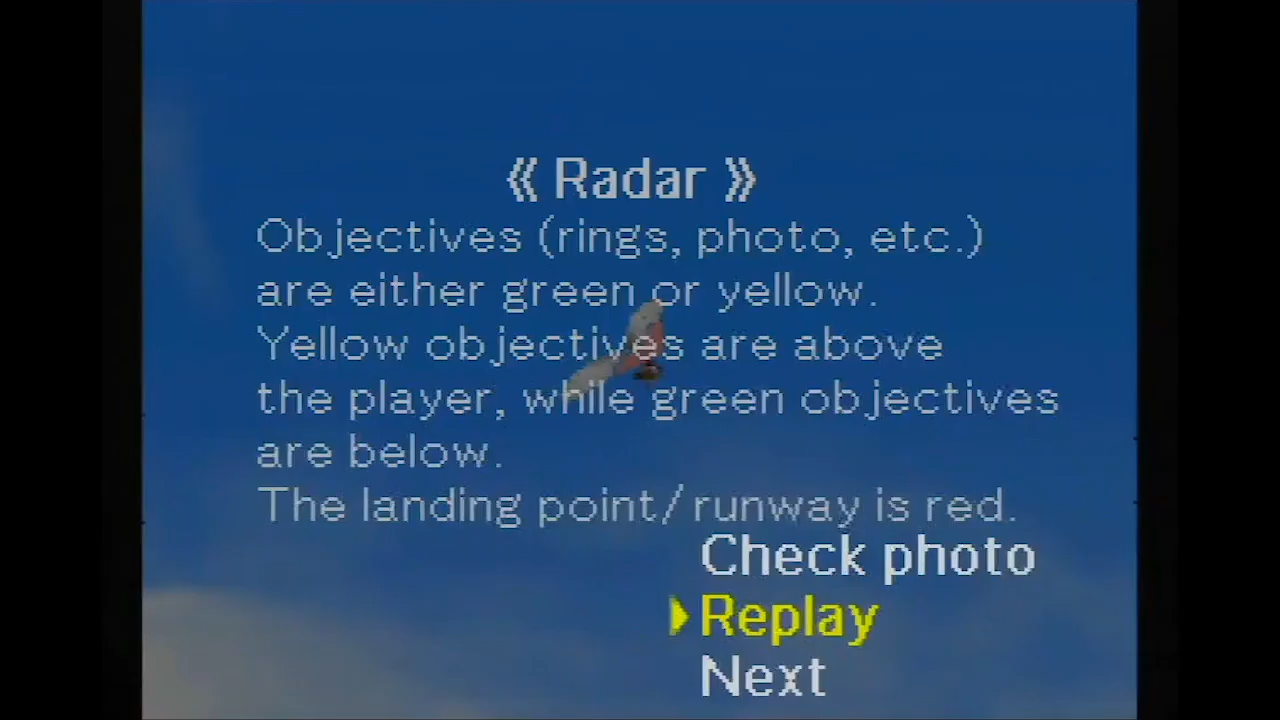 《 Radar 》
Objectives (rings, photo, etc.)
are either green or yellow.
Yellow objectives are above
the player, while green objectives
are below.
The landing point/runway is red.
Check photo
Replay
Next